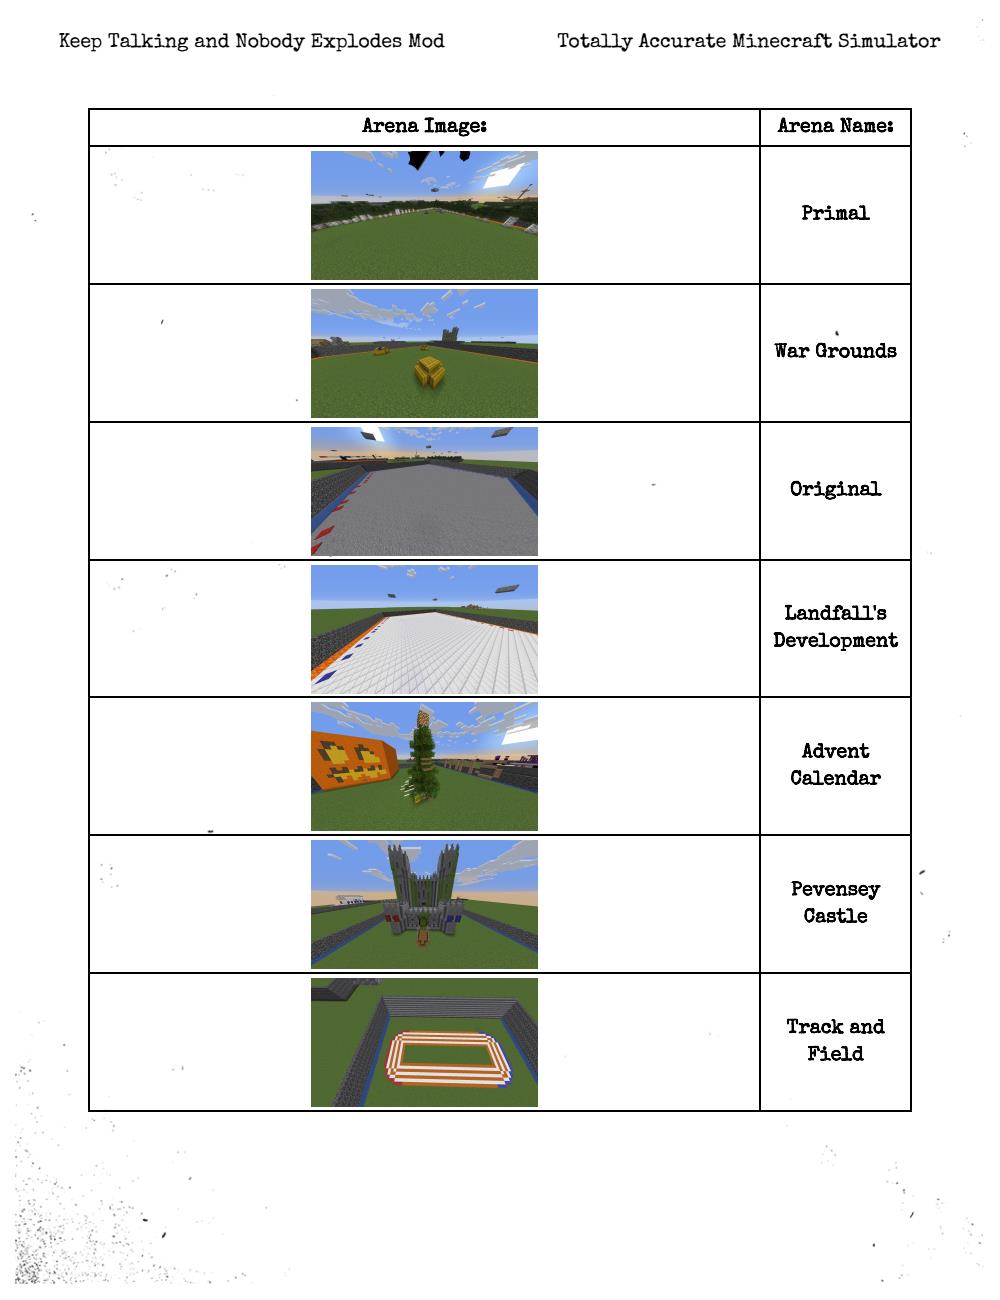 Keep Talking and Nobody Explodes Mod
Totally Accurate Minecraft Simulator
Arena Image:
Arena Name:
Primal
War Grounds
Original
Landfall's
Development
Advent
Calendar
Pevensey
Castle
Track and
Field